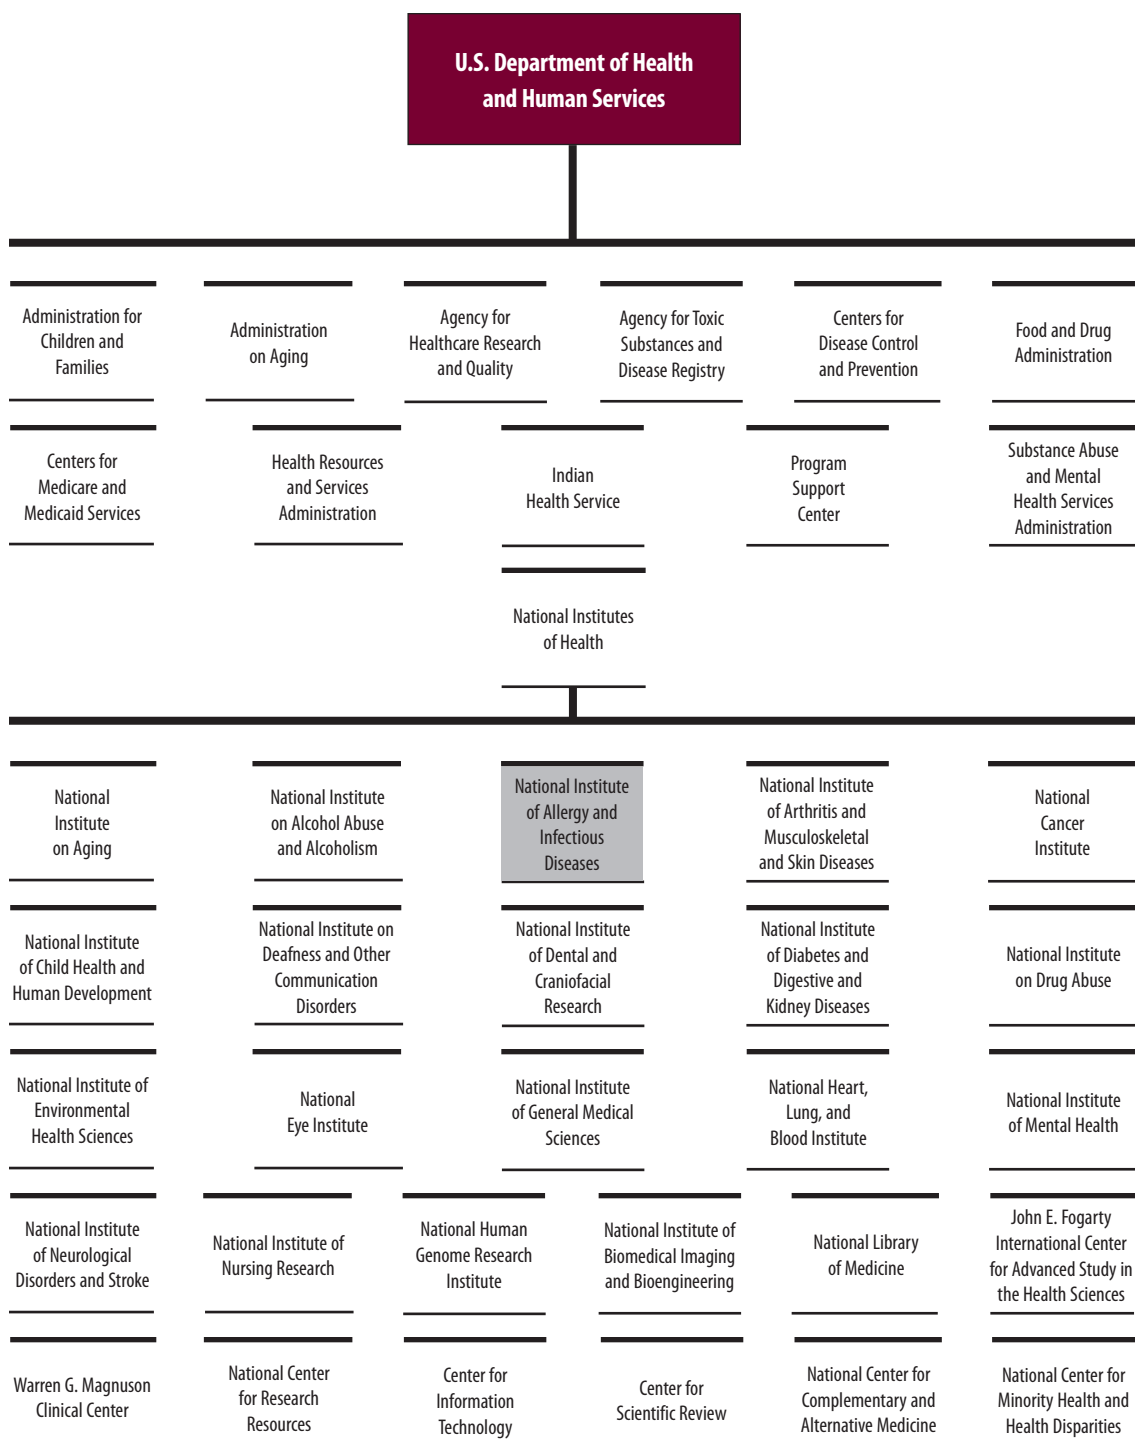 U.S. Department of Health
and Human Services
Administration for
Children and
Families
Administration
on Aging
Agency for
Healthcare Research
and Quality
Agency for Toxic
Substances and
Disease Registry
Centers for
Disease Control
and Prevention
Food and Drug
Administration
Centers for
Medicare and
Medicaid Services
Health Resources
and Services
Administration
Indian
Health Service
Program
Support
Center
Substance Abuse
and Mental
Health Services
Administration
National Institutes
of Health
National
Institute
on Aging
National Institute
on Alcohol Abuse
and Alcoholism
National Institute
of Allergy and
Infectious
Diseases
National Institute
of Arthritis and
Musculoskeletal
and Skin Diseases
National
Cancer
Institute
National Institute
of Child Health and
Human Development
National Institute on
Deafness and Other
Communication
Disorders
National Institute
of Dental and
Craniofacial
Research
National Institute
of Diabetes and
Digestive and
Kidney Diseases
National Institute
on Drug Abuse
National Institute of
Environmental
Health Sciences
National
Eye Institute
National Institute
of General Medical
Sciences
National Heart,
Lung, and
Blood Institute
National Institute
of Mental Health
National Institute
of Neurological
Disorders and Stroke
National Institute of
Nursing Research
National Human
Genome Research
Institute
National Institute of
Biomedical Imaging
and Bioengineering
National Library
of Medicine
John E. Fogarty
International Center
for Advanced Study in
the Health Sciences
Warren G. Magnuson
Clinical Center
National Center
for Research
Resources
Center for
Information
Technology
Center for
Scientific Review
National Center for
Complementary and
Alternative Medicine
National Center for
Minority Health and
Health Disparities